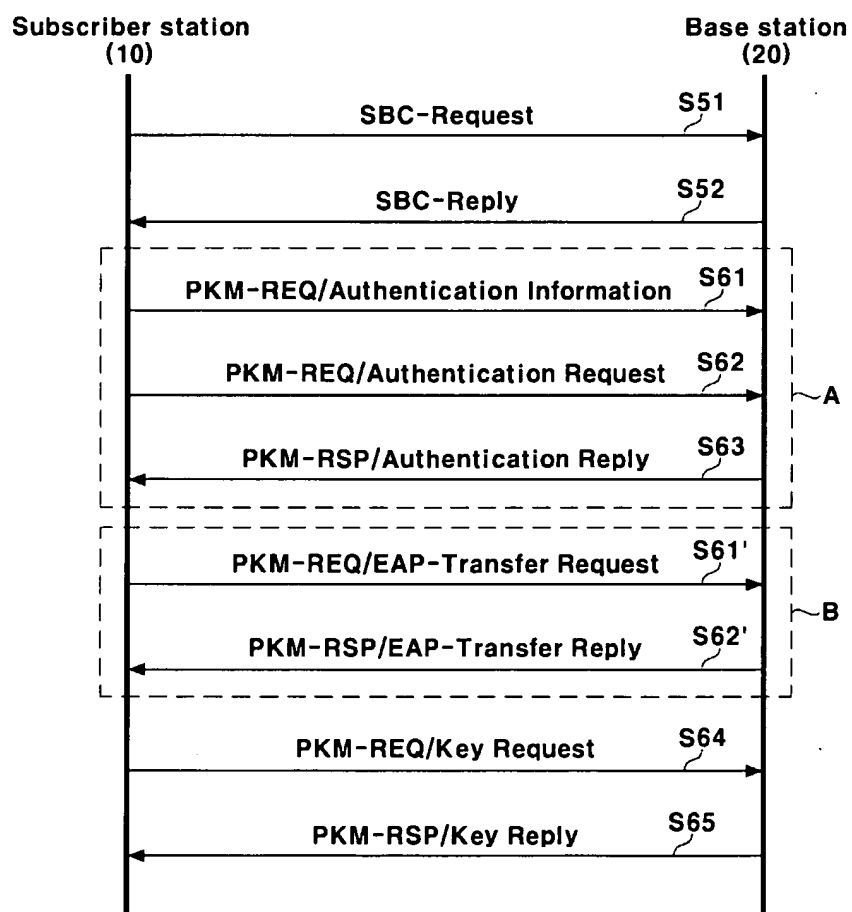 Subscriber station
(10)
Base station
(20)
SBC-Request
S51
SBC-Reply
S52
PKM-REQ/Authentication Information
S61
PKM-REQ/Authentication Request
S62
A
PKM-RSP/Authentication Reply
S63
PKM-REQ/EAP-Transfer Request
S61'
B
PKM-RSP/EAP-Transfer Reply
S62'
PKM-REQ/Key Request
S64
PKM-RSP/Key Reply
S65